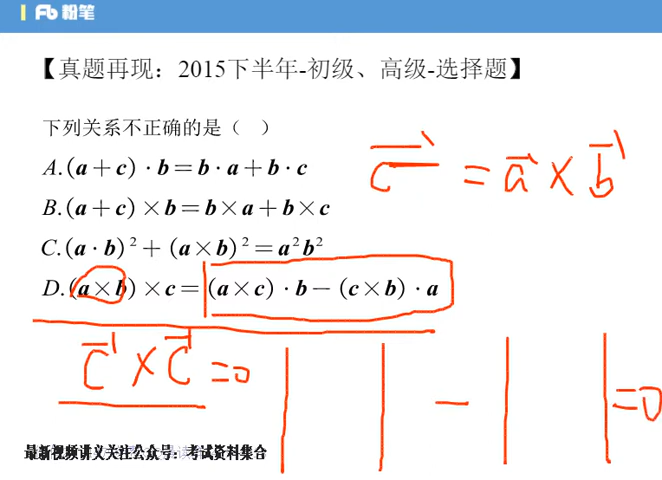 粉笔
【真题再现：2015下半年-初级、高级-选择题】
下列关系不正确的是（ ）
A.(a+c)·b=b·a+b·c
B.(a+c)×b=b×a+b×c
C.(a·b)²+(a×b)²=a²b²
D.(a×b)×c=(a×c)·b-(c×b)·a
c=a×b
c×c=0
| | - | |=0
最新视频讲义关注公众号：考试资料集合